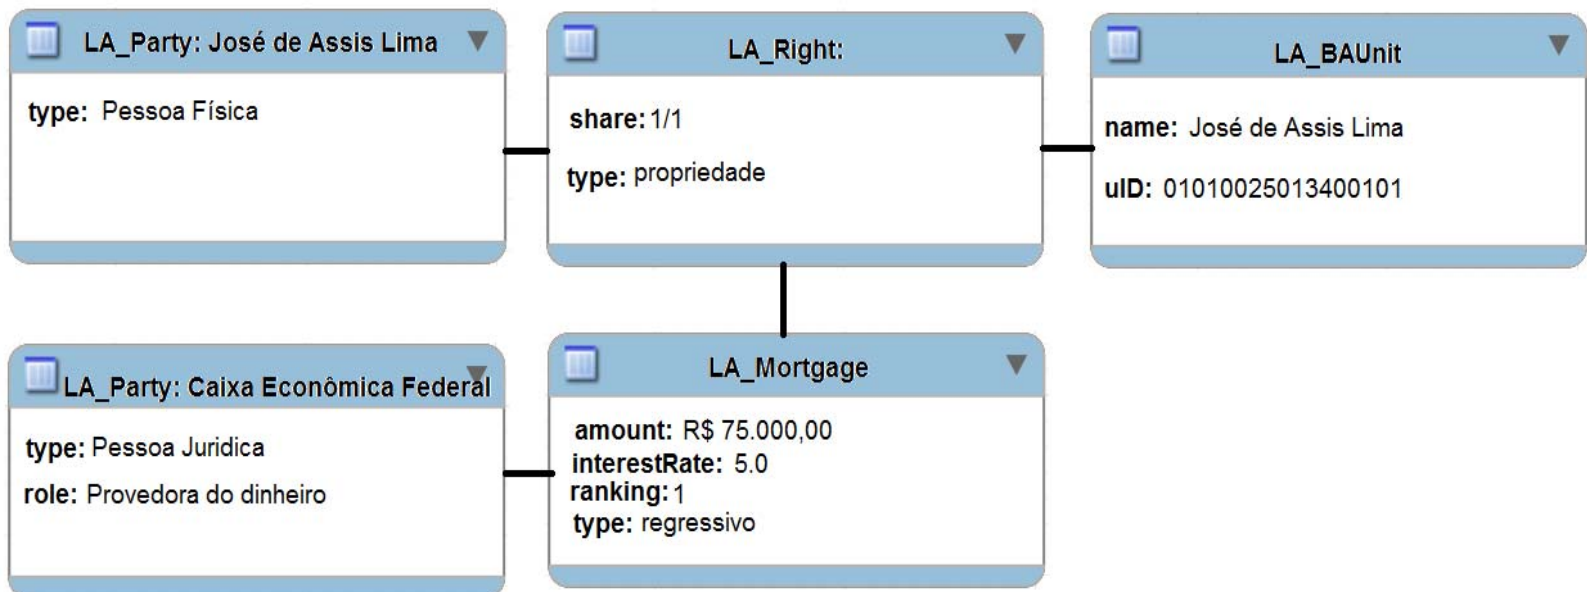 LA_Party: José de Assis Lima
type: Pessoa Física
LA_Right:
share: 1/1
type: propriedade
LA_BAUnit
name: José de Assis Lima
uID: 01010025013400101
LA_Party: Caixa Econômica Federal
type: Pessoa Juridica
role: Provedora do dinheiro
LA_Mortgage
amount: R$ 75.000,00
interestRate: 5.0
ranking: 1
type: regressivo